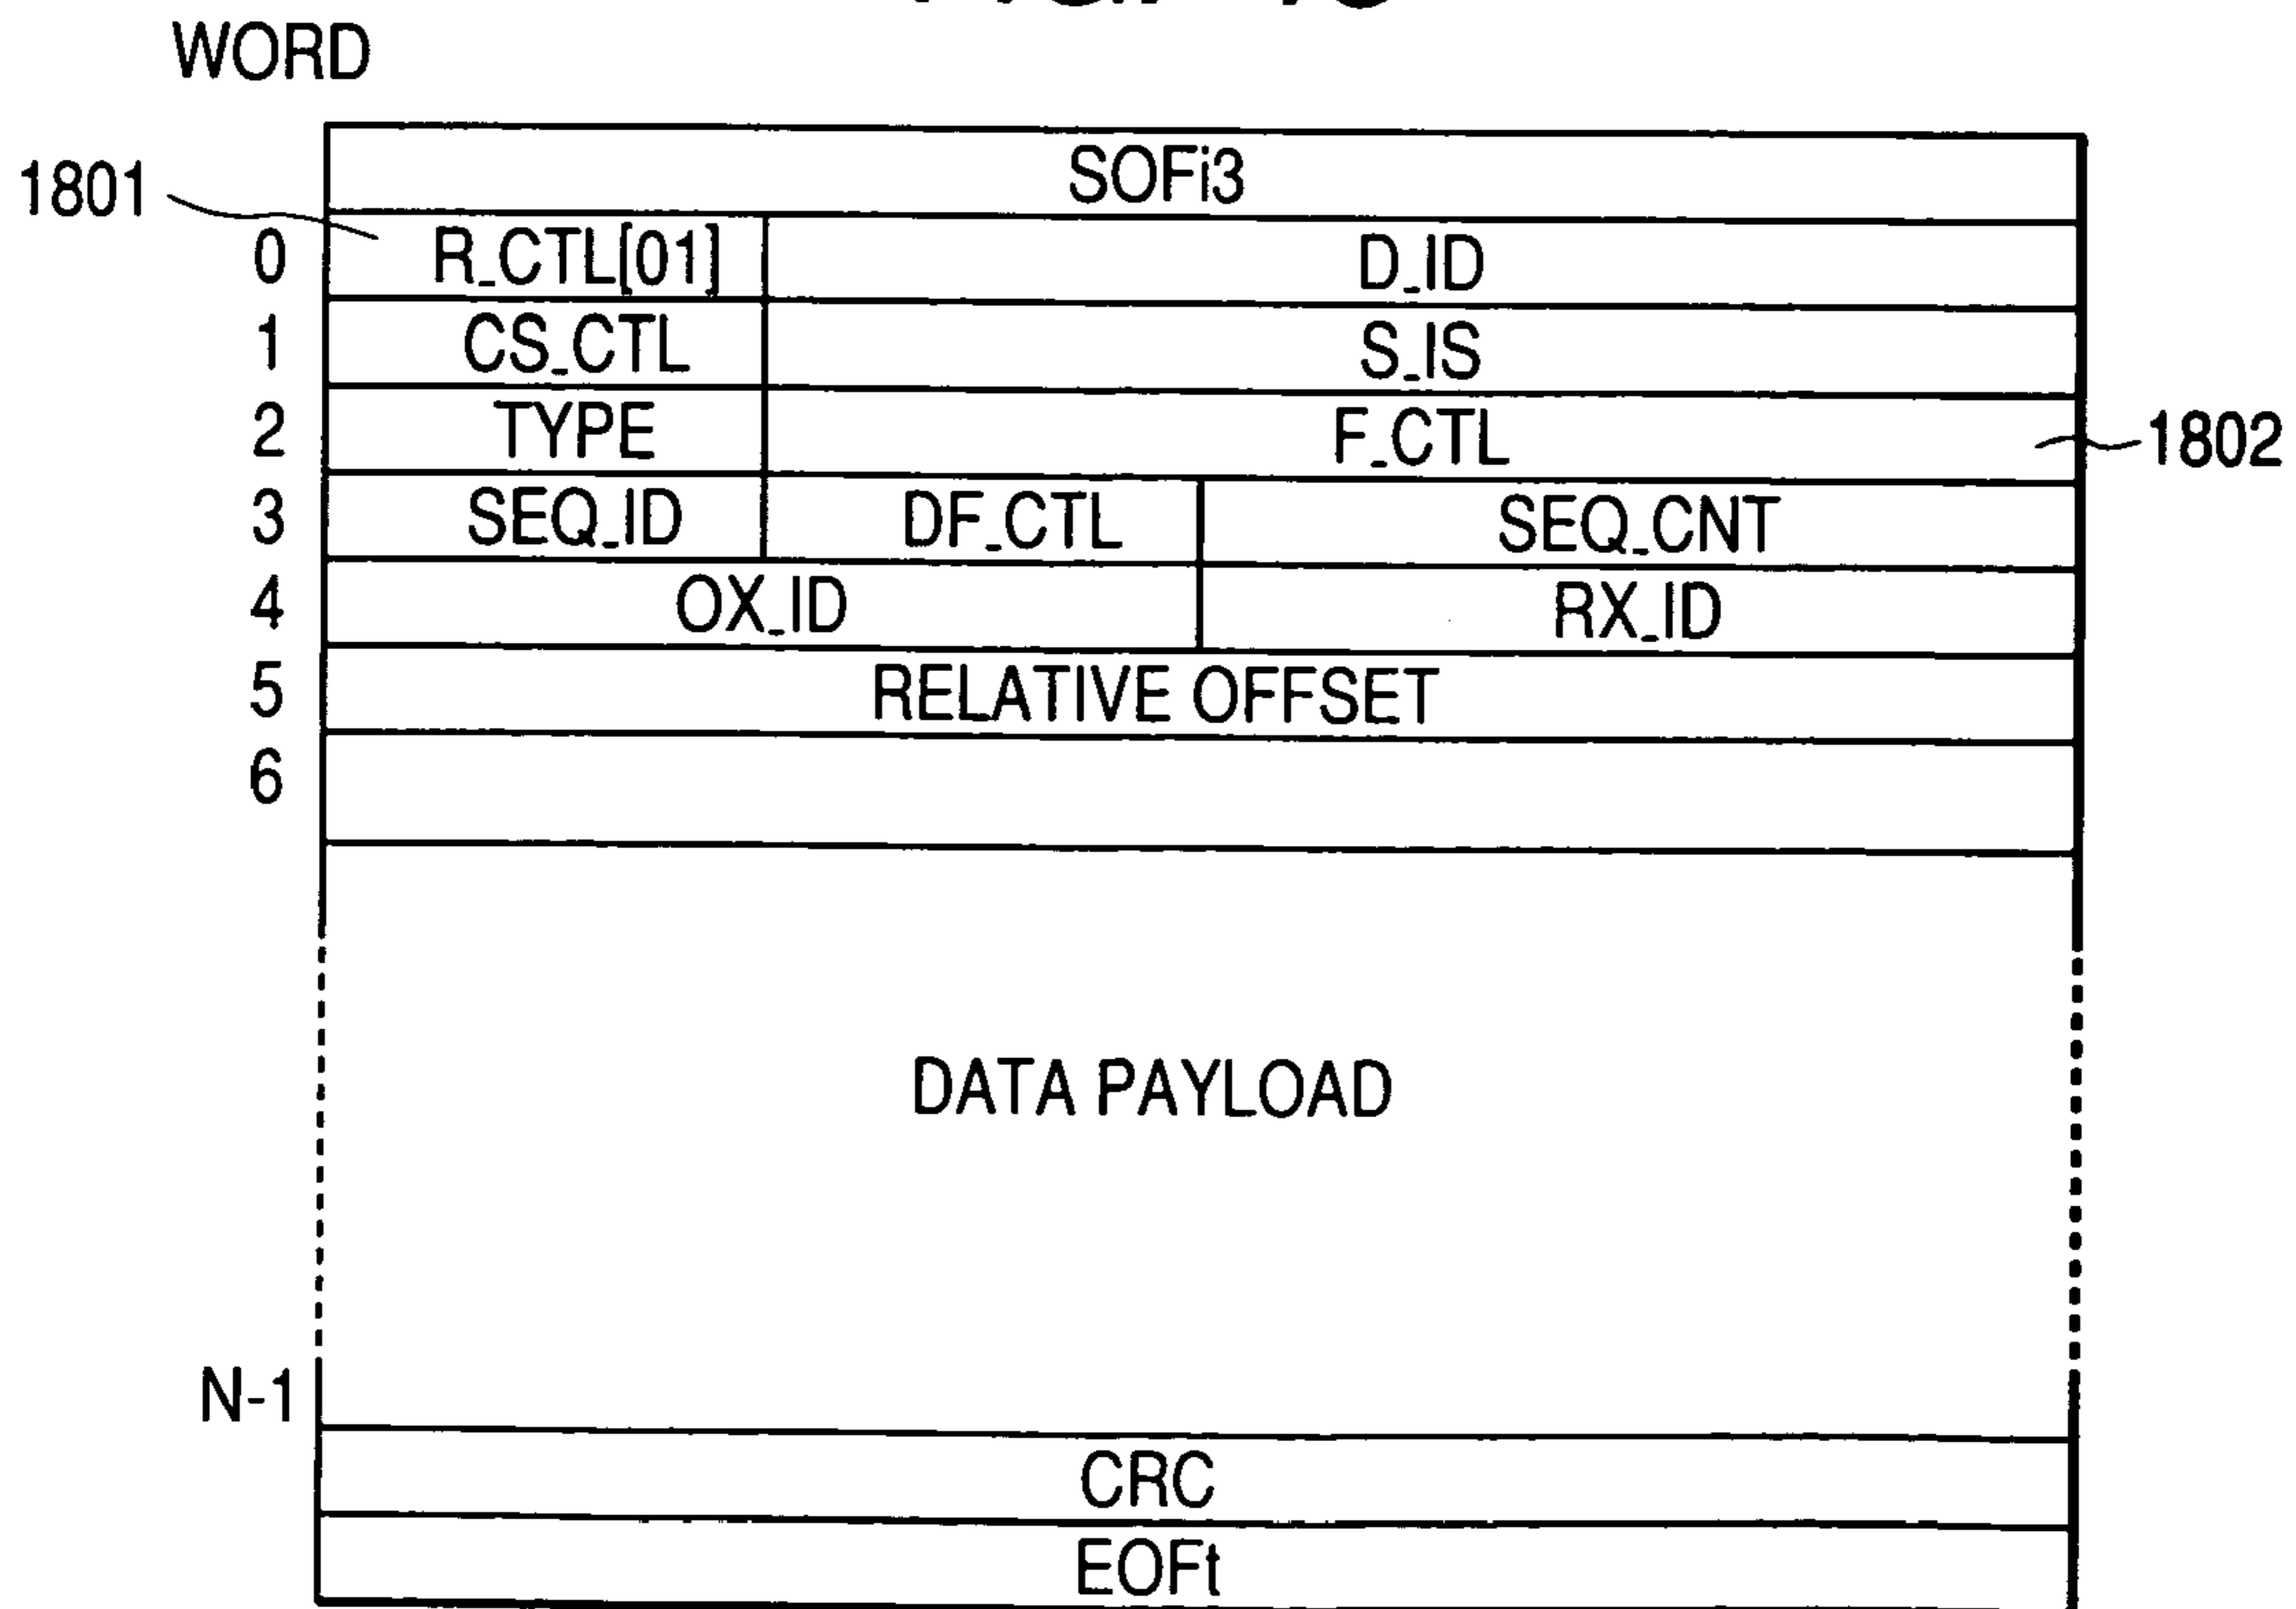 WORD
SOFi3
1801
0 R_CTL[01] D_ID
1 CS_CTL S_IS
2 TYPE F_CTL 1802
3 SEQ_ID DF_CTL SEQ_CNT
4 OX_ID RX_ID
5 RELATIVE OFFSET
6
DATA PAYLOAD
N-1
CRC
EOFt